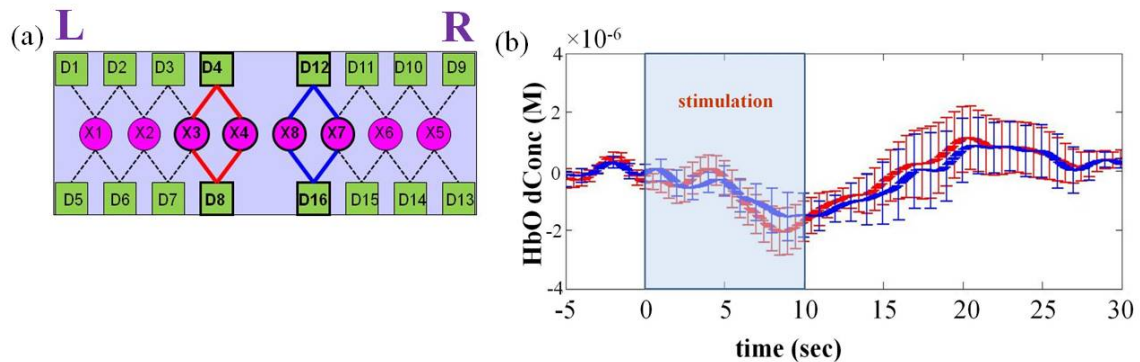 L R
(a)
D1 D2 D3 D4 D12 D11 D10 D9
X1 X2 X3 X4 X8 X7 X6 X5
D5 D6 D7 D8 D16 D15 D14 D13
(b)
×10-6
4
2
0
-2
-4
HbO dConc (M)
stimulation
-5 0 5 10 15 20 25 30
time (sec)